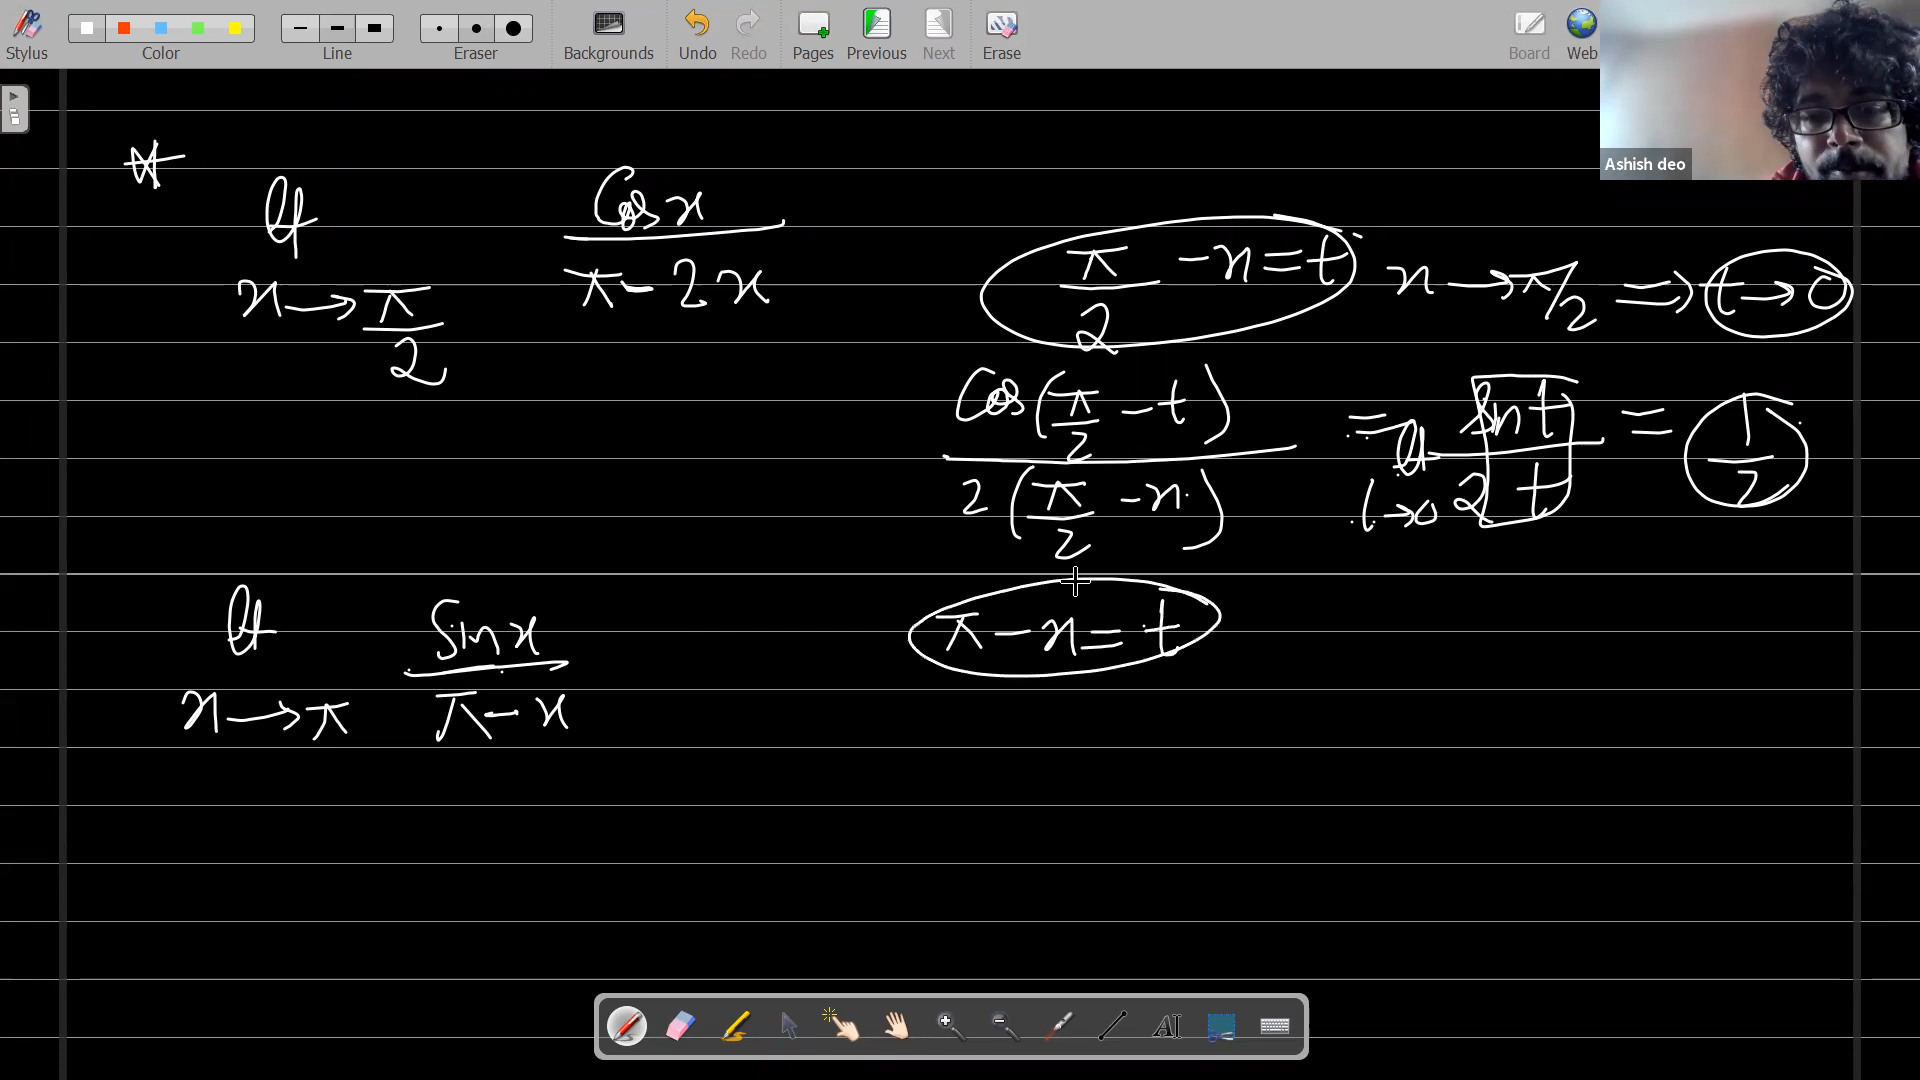 Stylus Color Line Eraser Backgrounds Undo Redo Pages Previous Next Erase Board Web
Ashish deo
lt x→π/2 cos x / π-2x
π/2 -x=t x→π/2 ⇒ t→0
cos(π/2 -t) / 2(π/2 -x) = lt t→0 sin t / 2t = 1/2
lt x→π sin x / π-x
π-x=t
AI